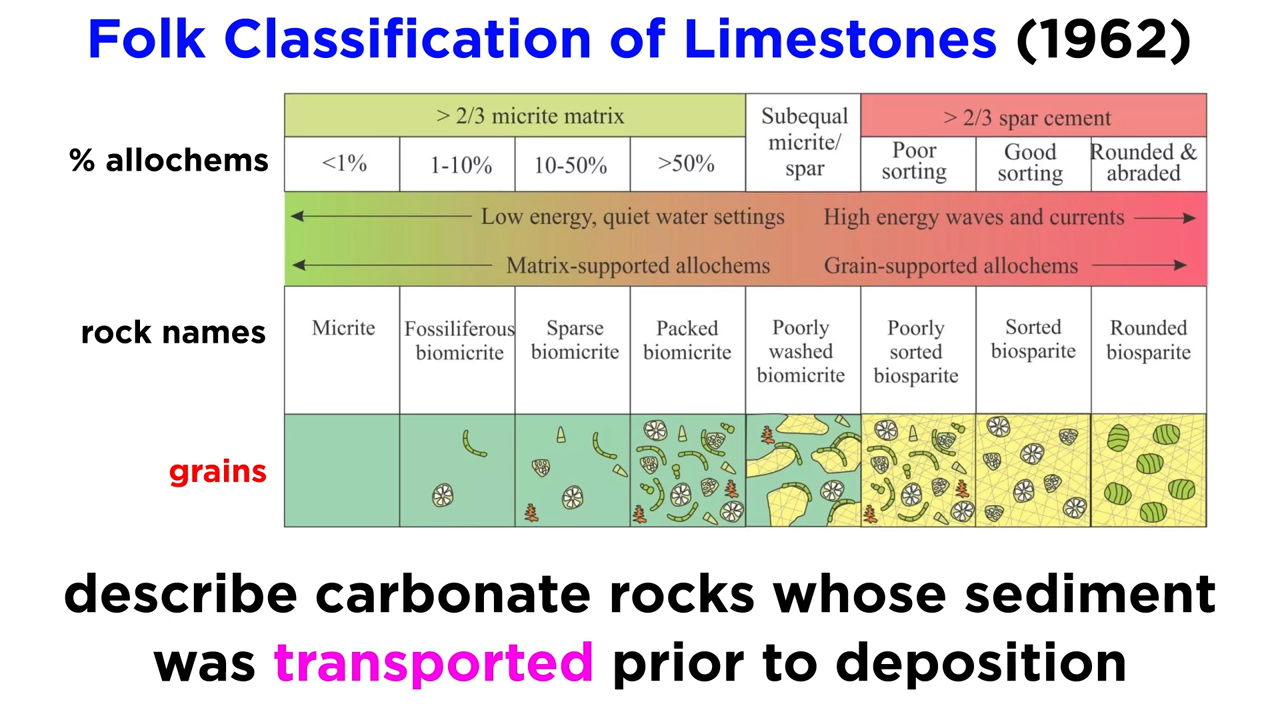 Folk Classification of Limestones (1962)
% allochems
> 2/3 micrite matrix
<1%
1-10%
10-50%
>50%
Subequal
micrite/
spar
> 2/3 spar cement
Poor
sorting
Good
sorting
Rounded &
abraded
Low energy, quiet water settings
High energy waves and currents
Matrix-supported allochems
Grain-supported allochems
rock names
Micrite
Fossiliferous
biomicrite
Sparse
biomicrite
Packed
biomicrite
Poorly
washed
biomicrite
Poorly
sorted
biosparite
Sorted
biosparite
Rounded
biosparite
grains
describe carbonate rocks whose sediment
was transported prior to deposition